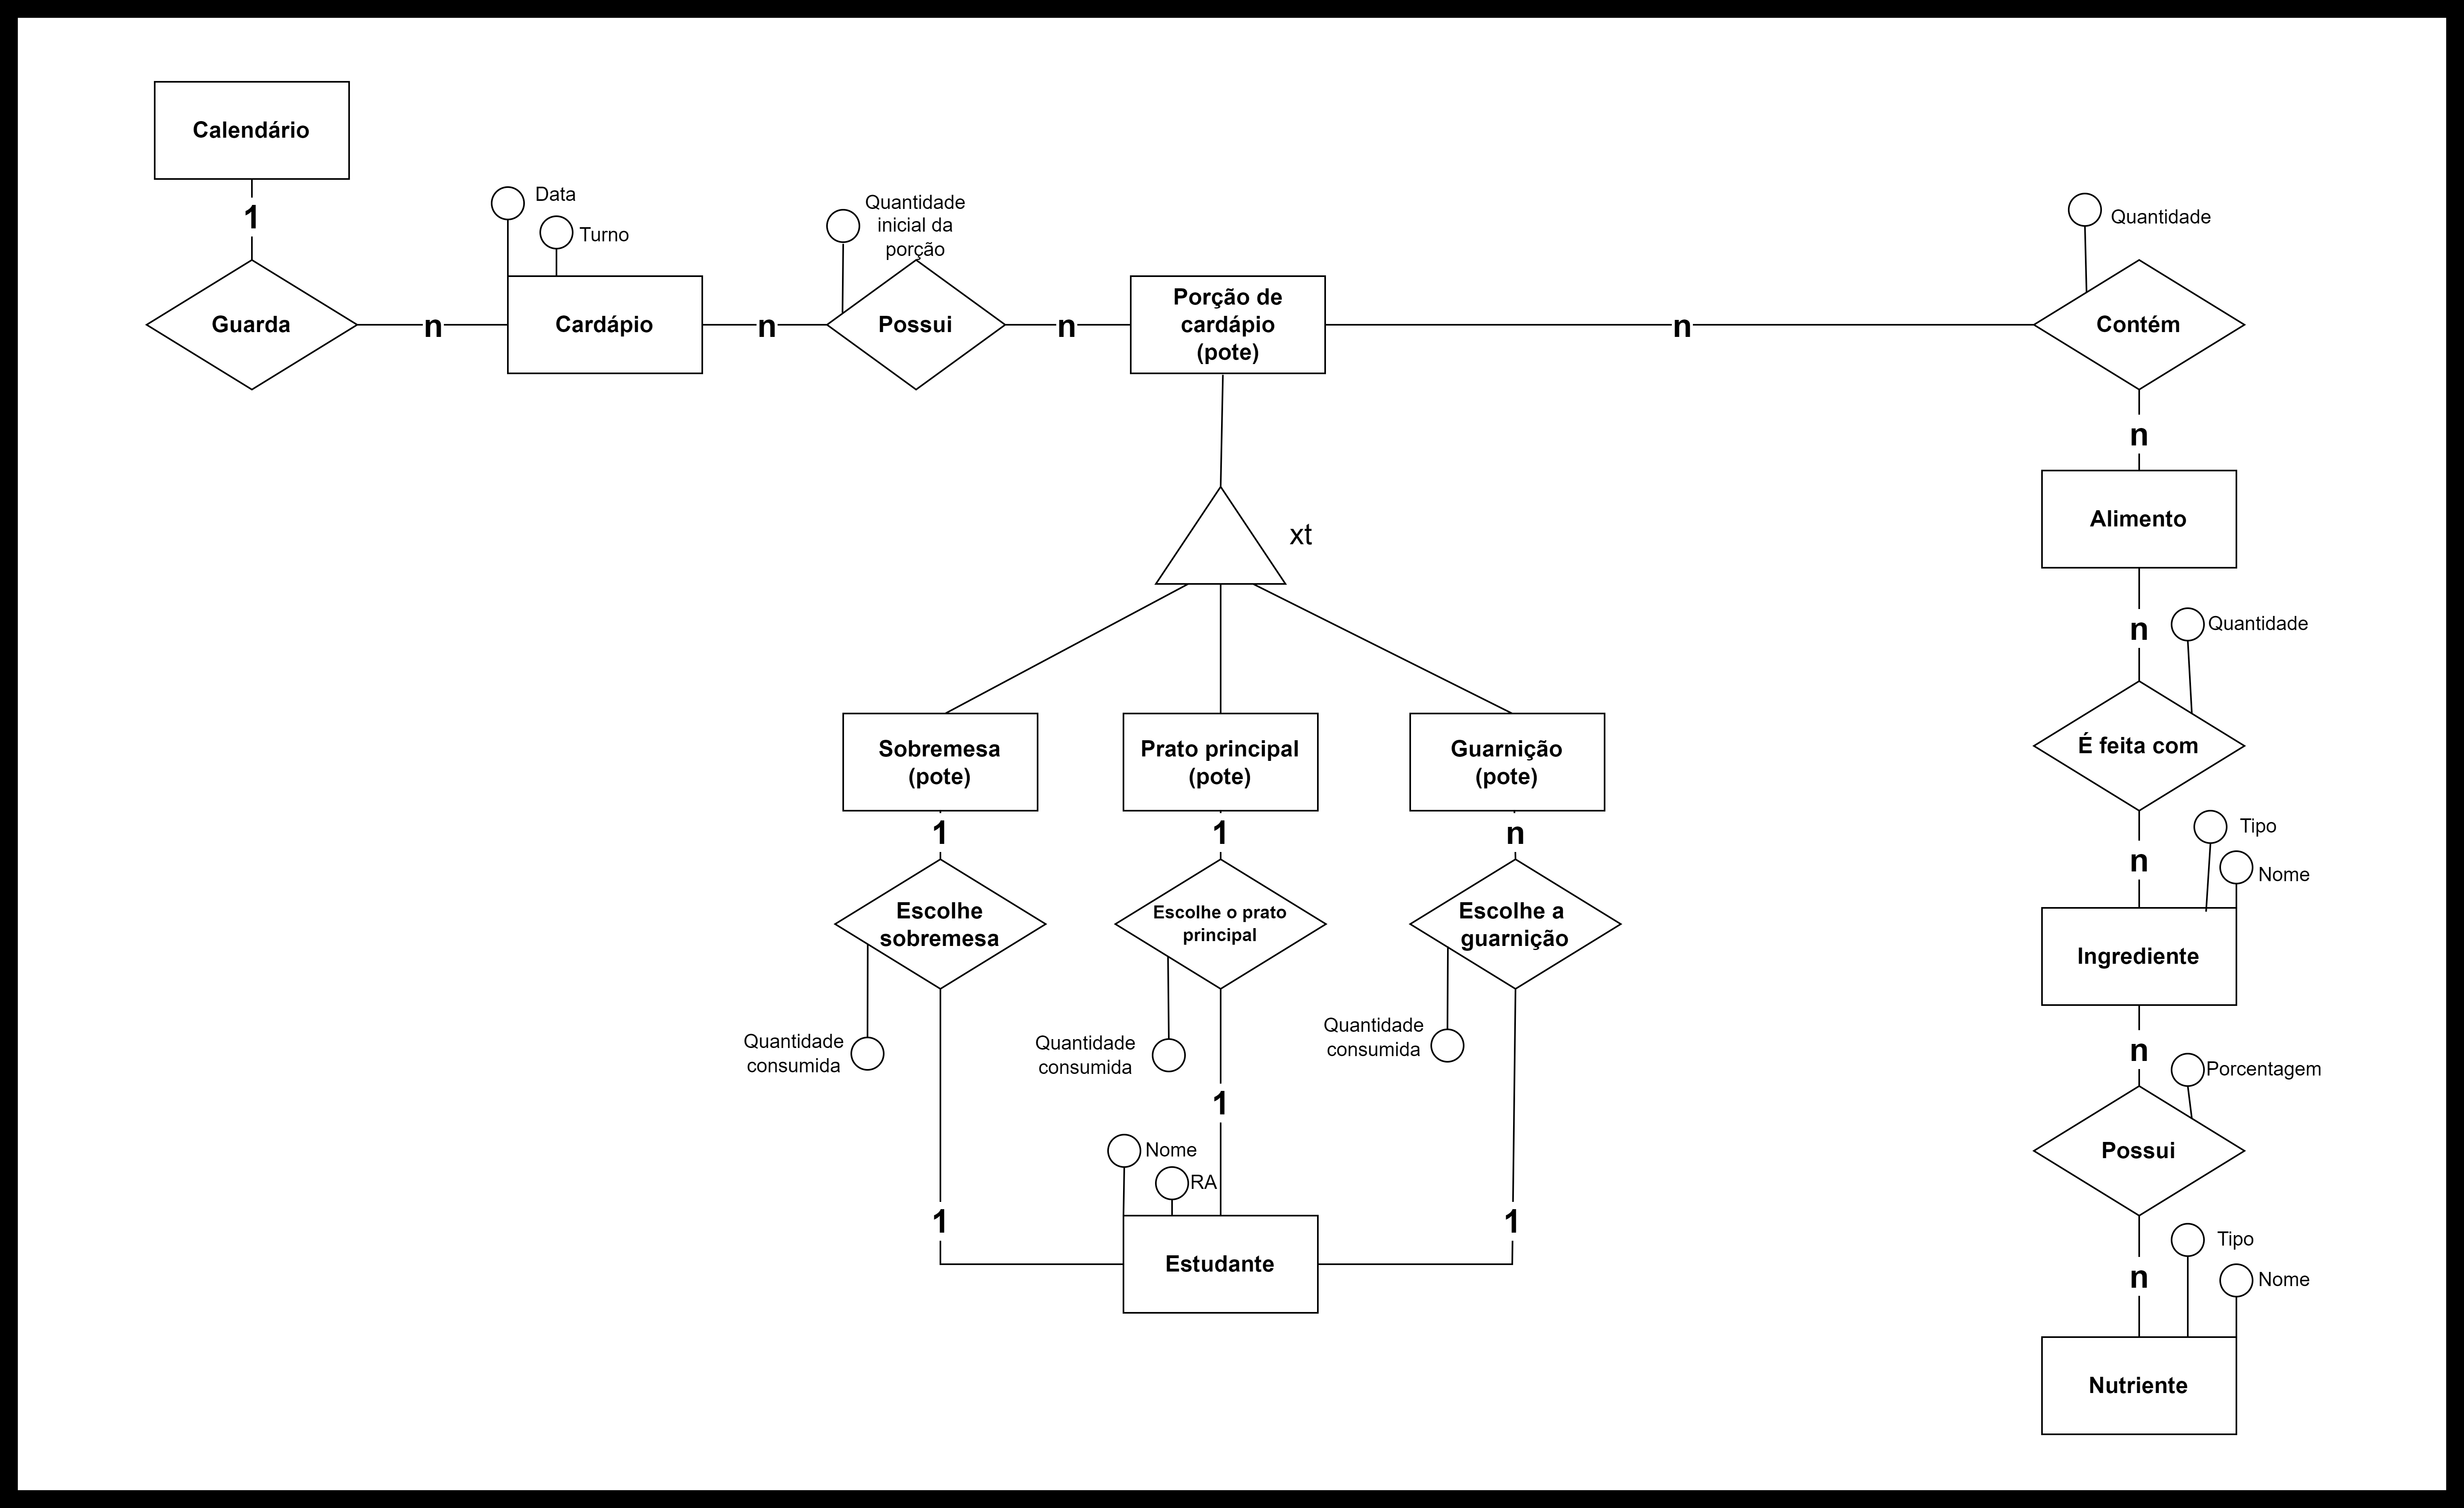 Calendário
1
Guarda
n
Data
Turno
Cardápio
n
Quantidade
inicial da
porção
Possui
n
Porção de
cardápio
(pote)
n
Quantidade
Contém
n
Alimento
n
Quantidade
É feita com
n
Tipo
Nome
Ingrediente
n
Porcentagem
Possui
n
Tipo
Nome
Nutriente
xt
Sobremesa
(pote)
Prato principal
(pote)
Guarnição
(pote)
1
1
n
Escolhe
sobremesa
Escolhe o prato
principal
Escolhe a
guarnição
Quantidade
consumida
Quantidade
consumida
Quantidade
consumida
1
Nome
RA
1
1
Estudante